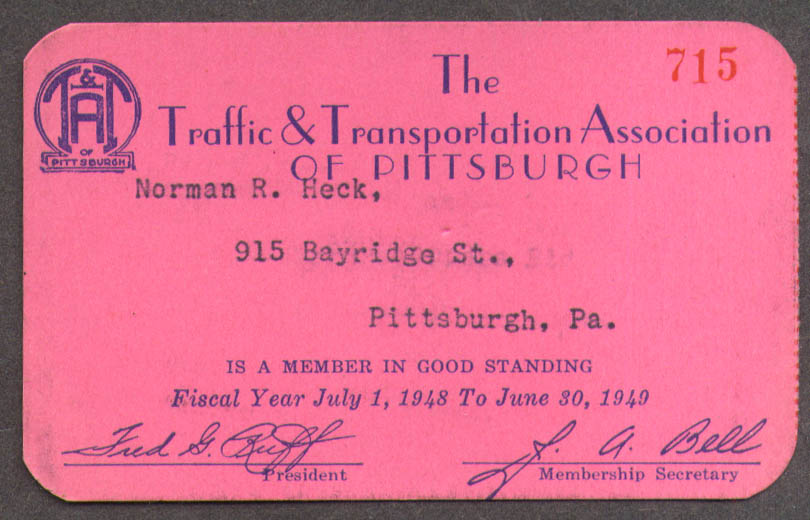 715
T&T
A
OF
PITTSBURGH
The
Traffic & Transportation Association
OF PITTSBURGH
Norman R. Heck,
915 Bayridge St.,
Pittsburgh, Pa.
IS A MEMBER IN GOOD STANDING
Fiscal Year July 1, 1948 To June 30, 1949
Fred G. Ruff J. A. Bell
President Membership Secretary